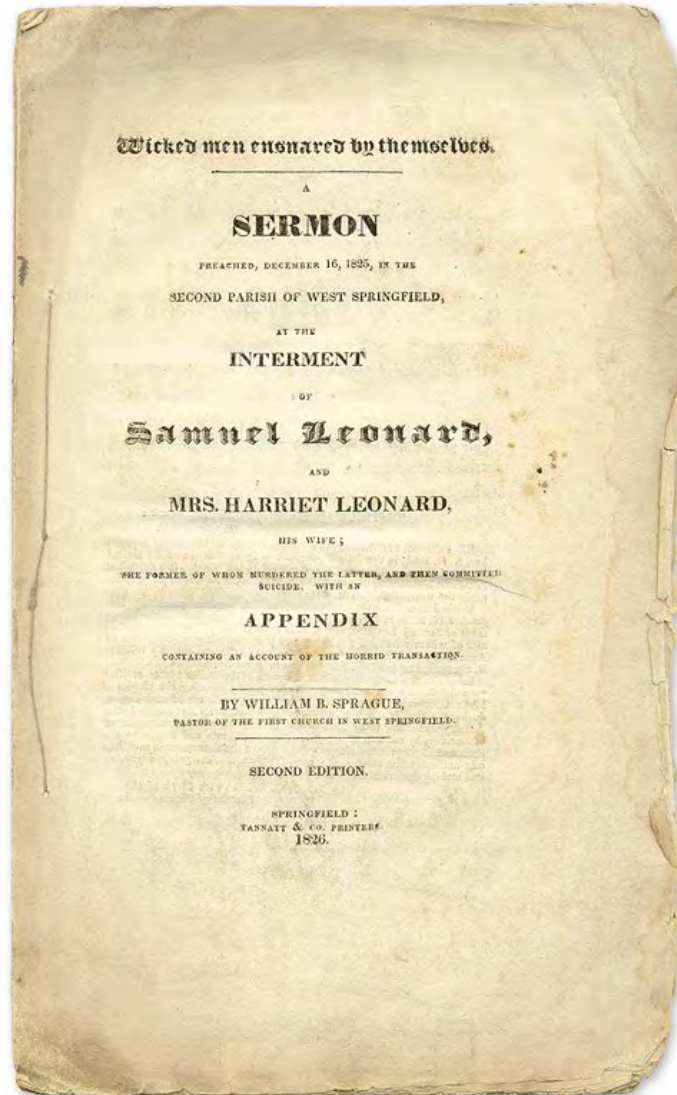 Wicked men ensnared by themselves.
A
SERMON
PREACHED, DECEMBER 16, 1825, IN THE
SECOND PARISH OF WEST SPRINGFIELD,
AT THE
INTERMENT
OF
Samuel Leonard,
AND
MRS. HARRIET LEONARD,
HIS WIFE;
THE FORMER OF WHOM MURDERED THE LATTER, AND THEN COMMITTED
SUICIDE. WITH AN
APPENDIX
CONTAINING AN ACCOUNT OF THE HORRID TRANSACTION.
BY WILLIAM B. SPRAGUE,
PASTOR OF THE FIRST CHURCH IN WEST SPRINGFIELD.
SECOND EDITION.
SPRINGFIELD:
TANNATT & CO. PRINTERS.
1826.